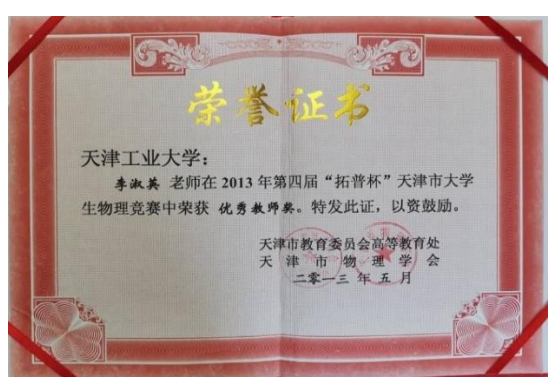 荣誉证书
天津工业大学：
李淑英 老师在 2013 年第四届“拓普杯”天津市大学
生物理竞赛中荣获 优秀教师奖。特发此证，以资鼓励。
天津市教育委员会高等教育处
天津市物理学会
二零一三年五月